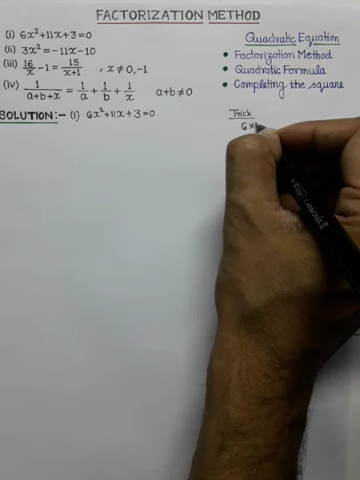 FACTORIZATION METHOD
(i) 6x²+11x+3=0
(ii) 3x²=-11x-10
(iii) 16/x -1 = 15/x+1 , x≠0,-1
(iv) 1/a+b+x = 1/a + 1/b + 1/x a+b≠0
Quadratic Equation
• Factorization Method
• Quadratic Formula
• Completing the square
SOLUTION:- (i) 6x²+11x+3=0
Trick
6×